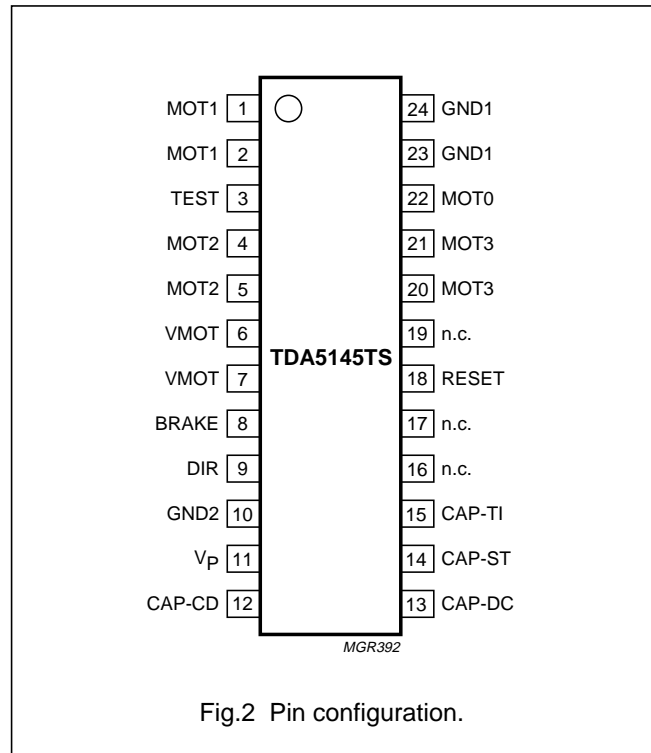 MOT1 1 24 GND1
MOT1 2 23 GND1
TEST 3 22 MOT0
MOT2 4 21 MOT3
MOT2 5 20 MOT3
VMOT 6 19 n.c.
TDA5145TS
VMOT 7 18 RESET
BRAKE 8 17 n.c.
DIR 9 16 n.c.
GND2 10 15 CAP-TI
VP 11 14 CAP-ST
CAP-CD 12 13 CAP-DC
MGR392
Fig.2 Pin configuration.